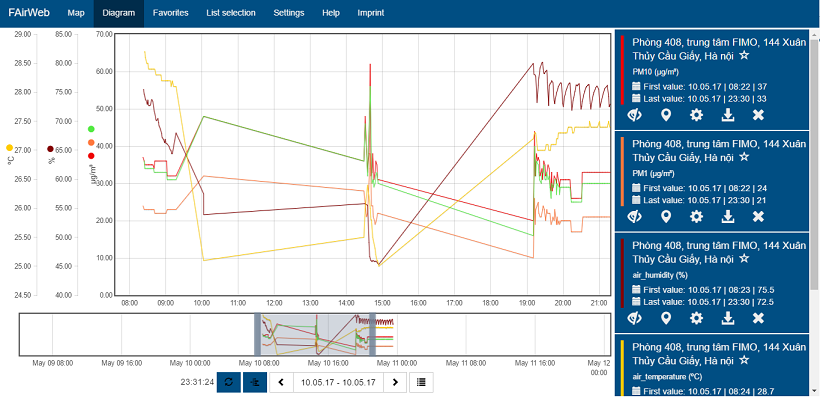 FAirWeb Map Diagram Favorites List selection Settings Help Imprint
29.00 85.00 70.00
28.50 80.00 60.00
28.00 75.00 50.00
27.50 70.00 40.00
27.00 65.00
26.50 60.00 30.00
26.00 55.00 20.00
25.50 50.00
25.00 45.00 10.00
24.50 40.00 0.00
°C % µg/m³
08:00 09:00 10:00 11:00 12:00 13:00 14:00 15:00 16:00 17:00 18:00 19:00 20:00 21:00
May 09 08:00 May 09 16:00 May 10 00:00 May 10 08:00 May 10 16:00 May 11 00:00 May 11 08:00 May 11 16:00 May 12 00:00
23:31:24 10.05.17 - 10.05.17
Phòng 408, trung tâm FIMO, 144 Xuân
Thủy Cầu Giấy, Hà nội
PM10 (µg/m³)
First value: 10.05.17 | 08:22 | 37
Last value: 10.05.17 | 23:30 | 33
Phòng 408, trung tâm FIMO, 144 Xuân
Thủy Cầu Giấy, Hà nội
PM1 (µg/m³)
First value: 10.05.17 | 08:22 | 24
Last value: 10.05.17 | 23:30 | 21
Phòng 408, trung tâm FIMO, 144 Xuân
Thủy Cầu Giấy, Hà nội
air_humidity (%)
First value: 10.05.17 | 08:23 | 75.5
Last value: 10.05.17 | 23:30 | 72.5
Phòng 408, trung tâm FIMO, 144 Xuân
Thủy Cầu Giấy, Hà nội
air_temperature (°C)
First value: 10.05.17 | 08:24 | 28.7